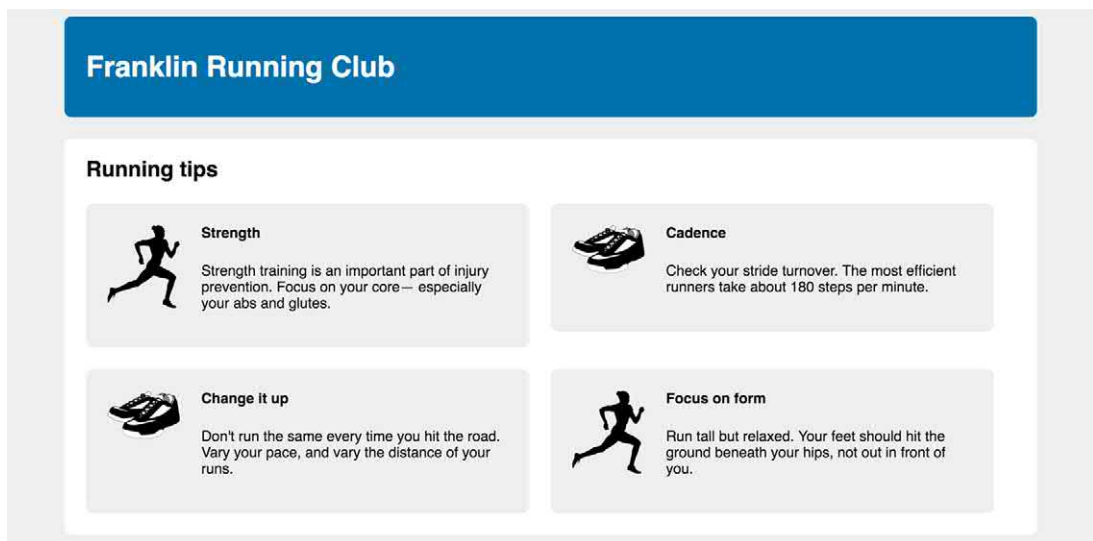 Franklin Running Club
Running tips
Strength
Strength training is an important part of injury
prevention. Focus on your core— especially
your abs and glutes.
Cadence
Check your stride turnover. The most efficient
runners take about 180 steps per minute.
Change it up
Don't run the same every time you hit the road.
Vary your pace, and vary the distance of your
runs.
Focus on form
Run tall but relaxed. Your feet should hit the
ground beneath your hips, not out in front of
you.